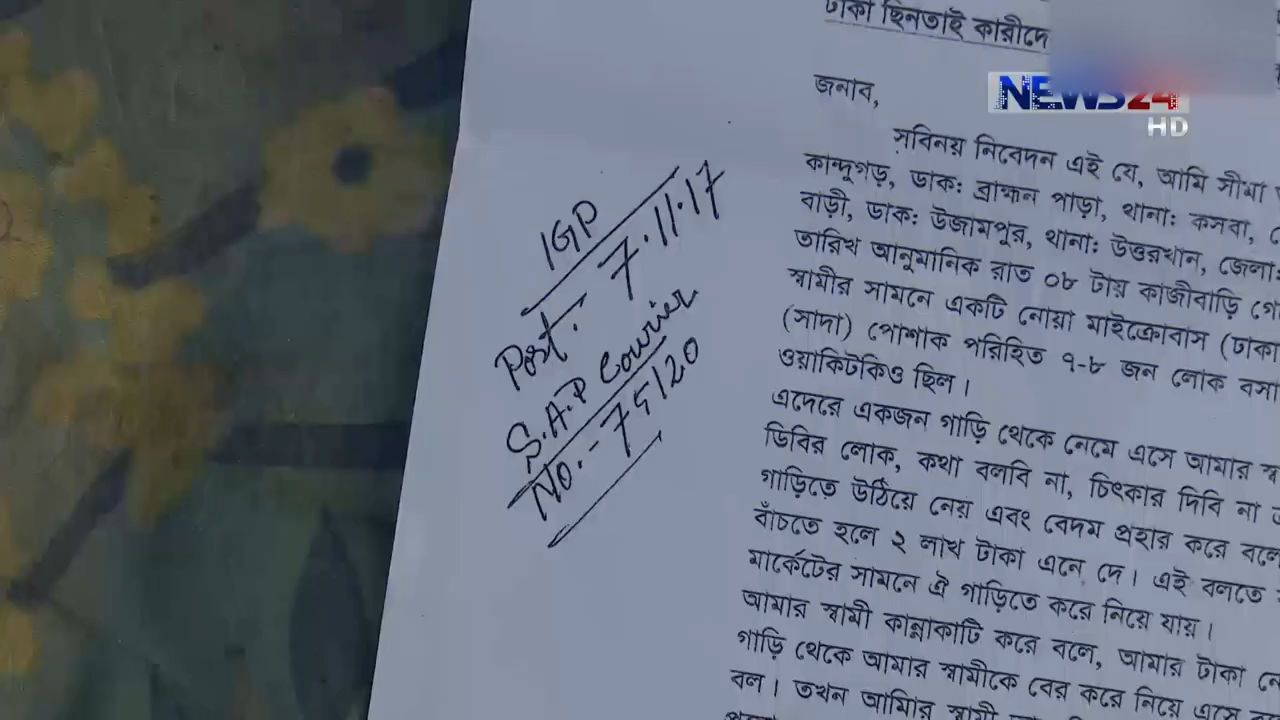 টাকা ছিনতাই কারীদে
জনাব,
NEWS24
HD
সবিনয় নিবেদন এই যে, আমি সীমা
কান্দুগড়, ডাক: ব্রাহ্মন পাড়া, থানা: কসবা,
বাড়ী, ডাক: উজামপুর, থানা: উত্তরখান, জেলা:
তারিখ আনুমানিক রাত ০৮ টায় কাজীবাড়ি
স্বামীর সামনে একটি নোয়া মাইক্রোবাস (ঢাকা
(সাদা) পোশাক পরিহিত ৭-৮ জন লোক বসা
ওয়াকিটকিও ছিল।
এদেরে একজন গাড়ি থেকে নেমে এসে আমার
ডিবির লোক, কথা বলবি না, চিৎকার দিবি না
গাড়িতে উঠিয়ে নেয় এবং বেদম প্রহার করে বলে
বাঁচতে হলে ২ লাখ টাকা এনে দে। এই বলতে
মার্কেটের সামনে ঐ গাড়িতে করে নিয়ে যায়।
আমার স্বামী কান্নাকাটি করে বলে, আমার টাকা
গাড়ি থেকে আমার স্বামীকে বের করে নিয়ে এসে
বল। তখন আমিার স্বামী
IGP
Post. 7.11.17
S.A.P Courier
No.-75120